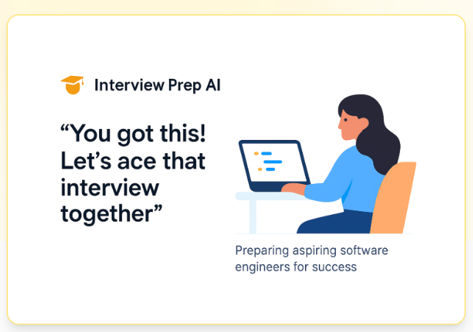 Interview Prep AI
“You got this!
Let’s ace that
interview
together”
Preparing aspiring software
engineers for success